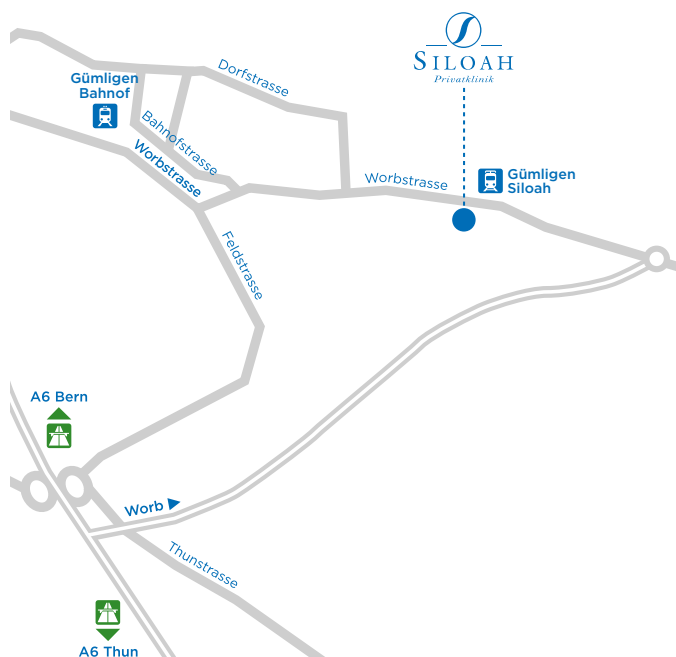 SILOAH
Privatklinik
Dorfstrasse
Gümligen
Bahnhof
Bahnhofstrasse
Worbstrasse
Worbstrasse
Gümligen
Siloah
Feldstrasse
A6 Bern
Worb
Thunstrasse
A6 Thun